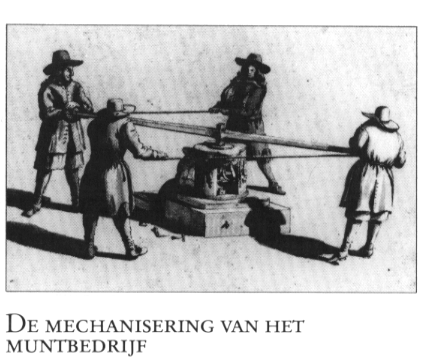 DE MECHANISERING VAN HET
MUNTBEDRIJF